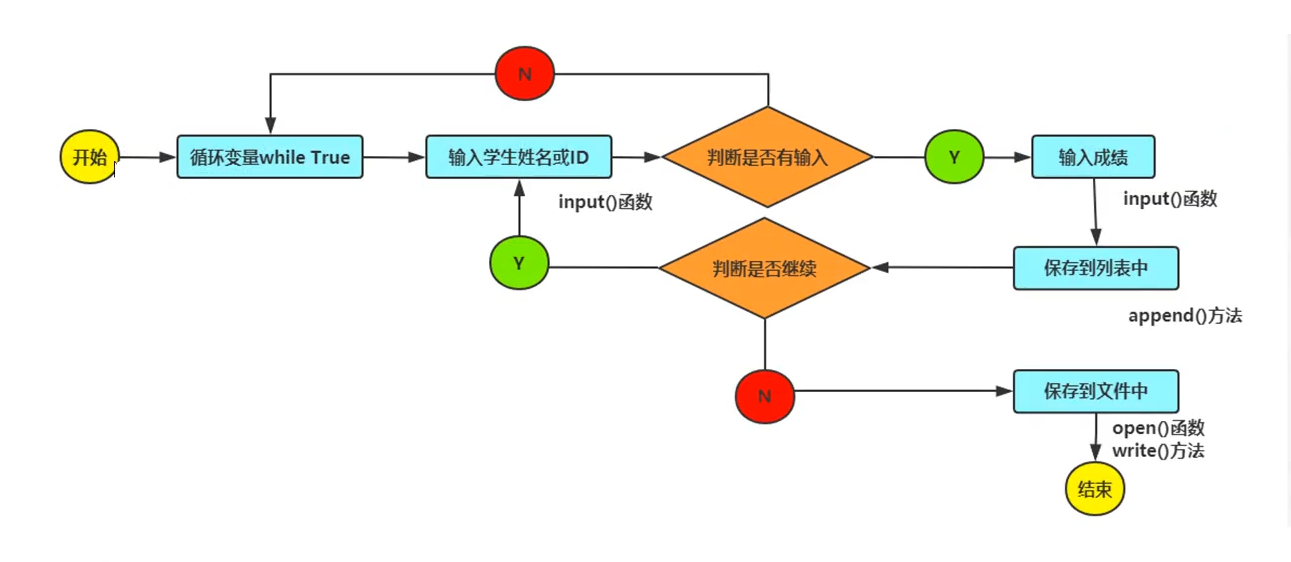 N
开始
循环变量while True
输入学生姓名或ID
判断是否有输入
Y
输入成绩
input()函数
input()函数
Y
判断是否继续
保存到列表中
append()方法
N
保存到文件中
open()函数
write()方法
结束